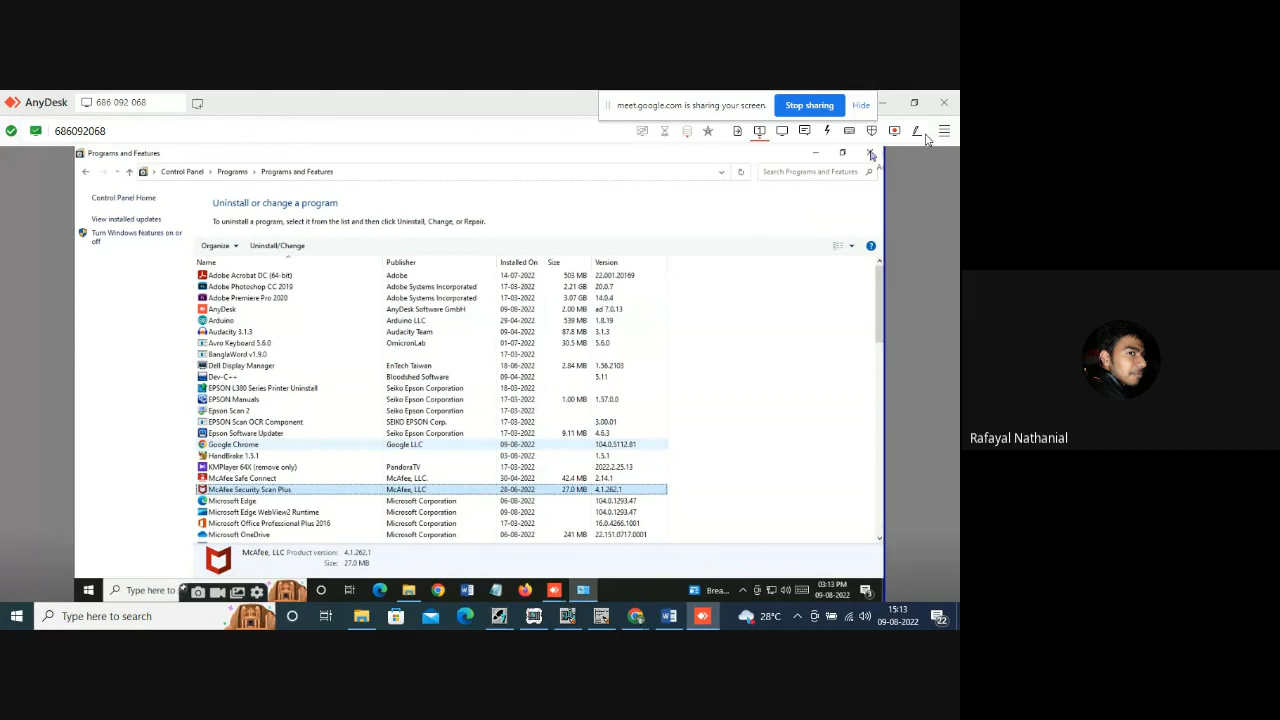 AnyDesk 686 092 068
meet.google.com is sharing your screen. Stop sharing Hide
686092068
Programs and Features
Control Panel Programs Programs and Features Search Programs and Features
Control Panel Home
View installed updates
Turn Windows features on or
off
Uninstall or change a program
To uninstall a program, select it from the list and then click Uninstall, Change, or Repair.
Organize Uninstall/Change
Name Publisher Installed On Size Version
Adobe Acrobat DC (64-bit) Adobe 14-07-2022 503 MB 22.001.20169
Adobe Photoshop CC 2019 Adobe Systems Incorporated 17-03-2022 2.21 GB 20.0.7
Adobe Premiere Pro 2020 Adobe Systems Incorporated 17-03-2022 3.07 GB 14.0.4
AnyDesk AnyDesk Software GmbH 09-08-2022 2.00 MB ad 7.0.13
Arduino Arduino LLC 29-04-2022 539 MB 1.8.19
Audacity 3.1.3 Audacity Team 09-04-2022 87.8 MB 3.1.3
Avro Keyboard 5.6.0 OmicronLab 01-07-2022 30.5 MB 5.6.0
BanglaWord v1.9.0 17-03-2022
Dell Display Manager EnTech Taiwan 18-06-2022 2.84 MB 1.56.2103
Dev-C++ Bloodshed Software 09-04-2022 5.11
EPSON L380 Series Printer Uninstall Seiko Epson Corporation 18-03-2022
EPSON Manuals Seiko Epson Corporation 17-03-2022 1.00 MB 1.57.0.0
Epson Scan 2 Seiko Epson Corporation 17-03-2022
EPSON Scan OCR Component SEIKO EPSON Corp. 17-03-2022 3.00.01
Epson Software Updater Seiko Epson Corporation 17-03-2022 9.11 MB 4.6.3
Google Chrome Google LLC 09-08-2022 104.0.5112.81
HandBrake 1.5.1 03-08-2022 1.5.1
KMPlayer 64X (remove only) PandoraTV 17-03-2022 2022.2.25.13
McAfee Safe Connect McAfee, LLC. 30-04-2022 42.4 MB 2.14.1
McAfee Security Scan Plus McAfee, LLC 28-06-2022 27.0 MB 4.1.262.1
Microsoft Edge Microsoft Corporation 06-08-2022 104.0.1293.47
Microsoft Edge WebView2 Runtime Microsoft Corporation 06-08-2022 104.0.1293.47
Microsoft Office Professional Plus 2016 Microsoft Corporation 17-03-2022 16.0.4266.1001
Microsoft OneDrive Microsoft Corporation 06-08-2022 241 MB 22.151.0717.0001
McAfee, LLC Product version: 4.1.262.1
Size: 27.0 MB
Type here to Brea... 03:13 PM
09-08-2022 3
Type here to search 28°C 15:13
09-08-2022 22
Rafayal Nathanial